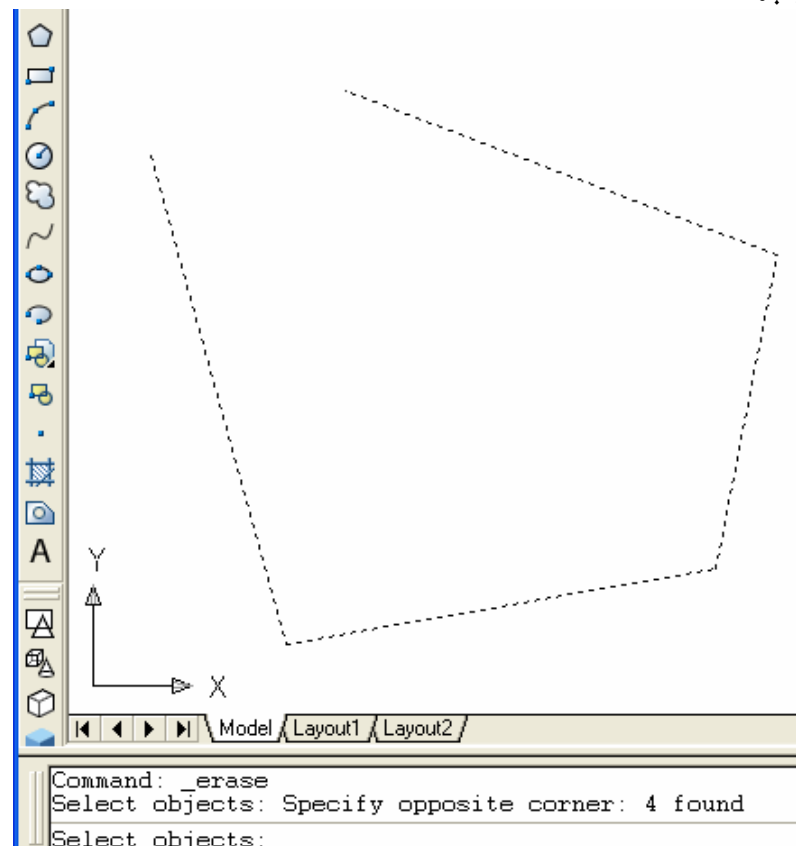 A
Y
X
Model Layout1 Layout2
Command: _erase
Select objects: Specify opposite corner: 4 found
Select objects: